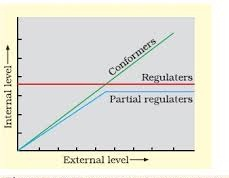 Conformers
Regulaters
Partial regulaters
Internal level
External level